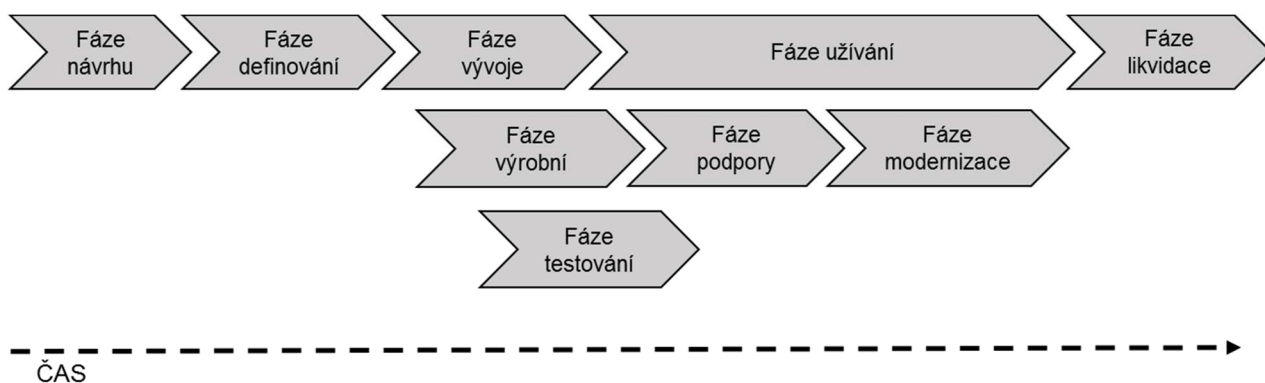 Fáze
návrhu
Fáze
definování
Fáze
vývoje
Fáze užívání
Fáze
likvidace
Fáze
výrobní
Fáze
podpory
Fáze
modernizace
Fáze
testování
ČAS